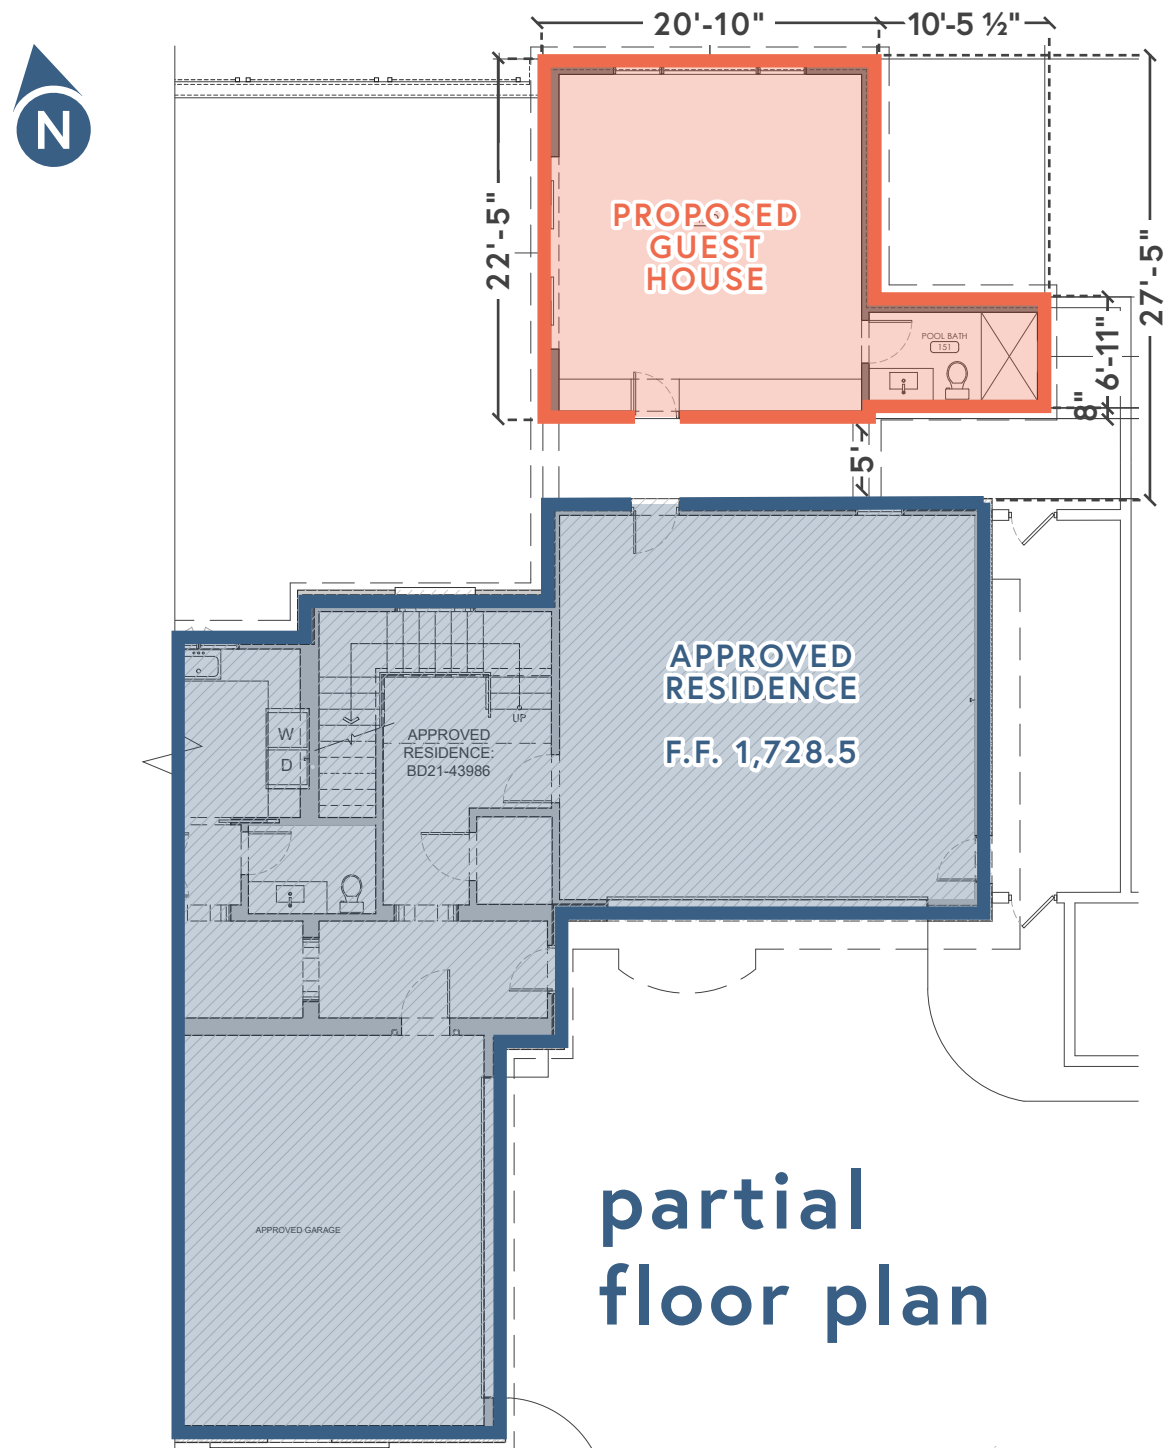 20'-10"
10'-5 ½"
N
22'-5"
27'-5"
PROPOSED
GUEST
HOUSE
POOL BATH
151
6'-11"
8"
5'-
APPROVED
RESIDENCE
F.F. 1,728.5
UP
APPROVED
RESIDENCE:
BD21-43986
W
D
APPROVED GARAGE
partial
floor plan